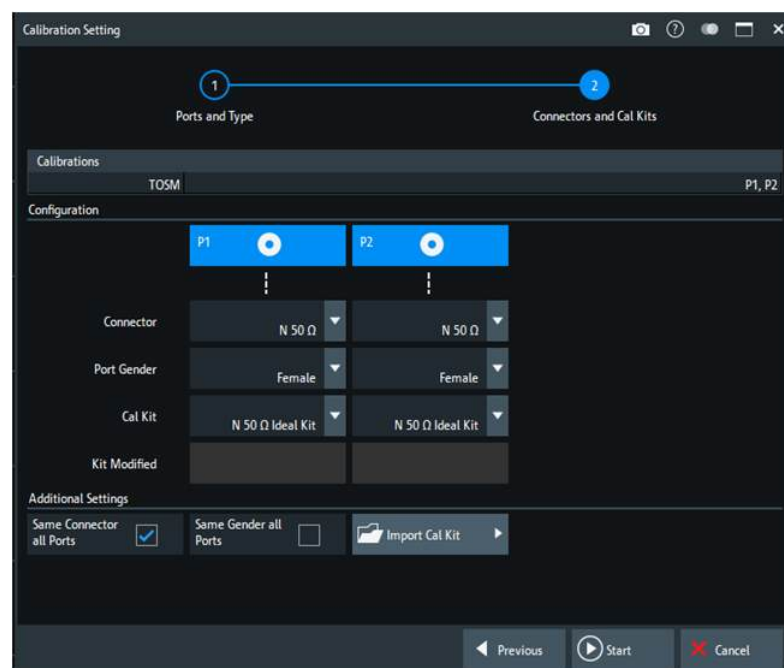 Calibration Setting
1
2
Ports and Type
Connectors and Cal Kits
Calibrations
TOSM
P1, P2
Configuration
P1
P2
Connector
N 50 Ω
N 50 Ω
Port Gender
Female
Female
Cal Kit
N 50 Ω Ideal Kit
N 50 Ω Ideal Kit
Kit Modified
Additional Settings
Same Connector
all Ports
Same Gender all
Ports
Import Cal Kit
Previous
Start
Cancel